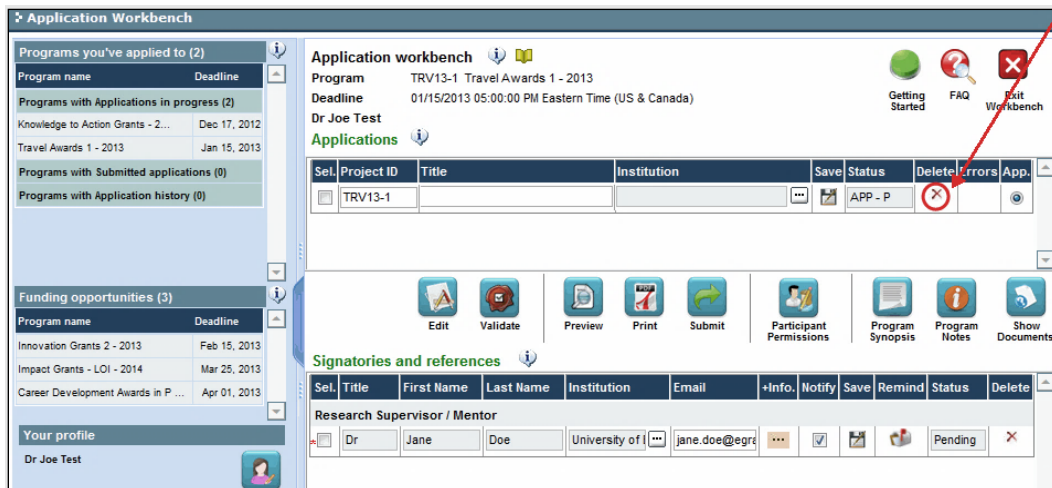 Application Workbench
Programs you've applied to (2)
Program name Deadline
Programs with Applications in progress (2)
Knowledge to Action Grants - 2... Dec 17, 2012
Travel Awards 1 - 2013 Jan 15, 2013
Programs with Submitted applications (0)
Programs with Application history (0)
Funding opportunities (3)
Program name Deadline
Innovation Grants 2 - 2013 Feb 15, 2013
Impact Grants - LOI - 2014 Mar 25, 2013
Career Development Awards in P ... Apr 01, 2013
Your profile
Dr Joe Test
Application workbench
Program TRV13-1 Travel Awards 1 - 2013
Deadline 01/15/2013 05:00:00 PM Eastern Time (US & Canada)
Dr Joe Test
Getting Started
FAQ
Exit Workbench
Applications
Sel. Project ID Title Institution Save Status Delete Errors App.
TRV13-1 ... APP - P
Edit Validate Preview PDF Print Submit Participant Permissions Program Synopsis Program Notes Show Documents
Signatories and references
Sel. Title First Name Last Name Institution Email +Info. Notify Save Remind Status Delete
Research Supervisor / Mentor
Dr Jane Doe University of ... jane.doe@egra ... Pending